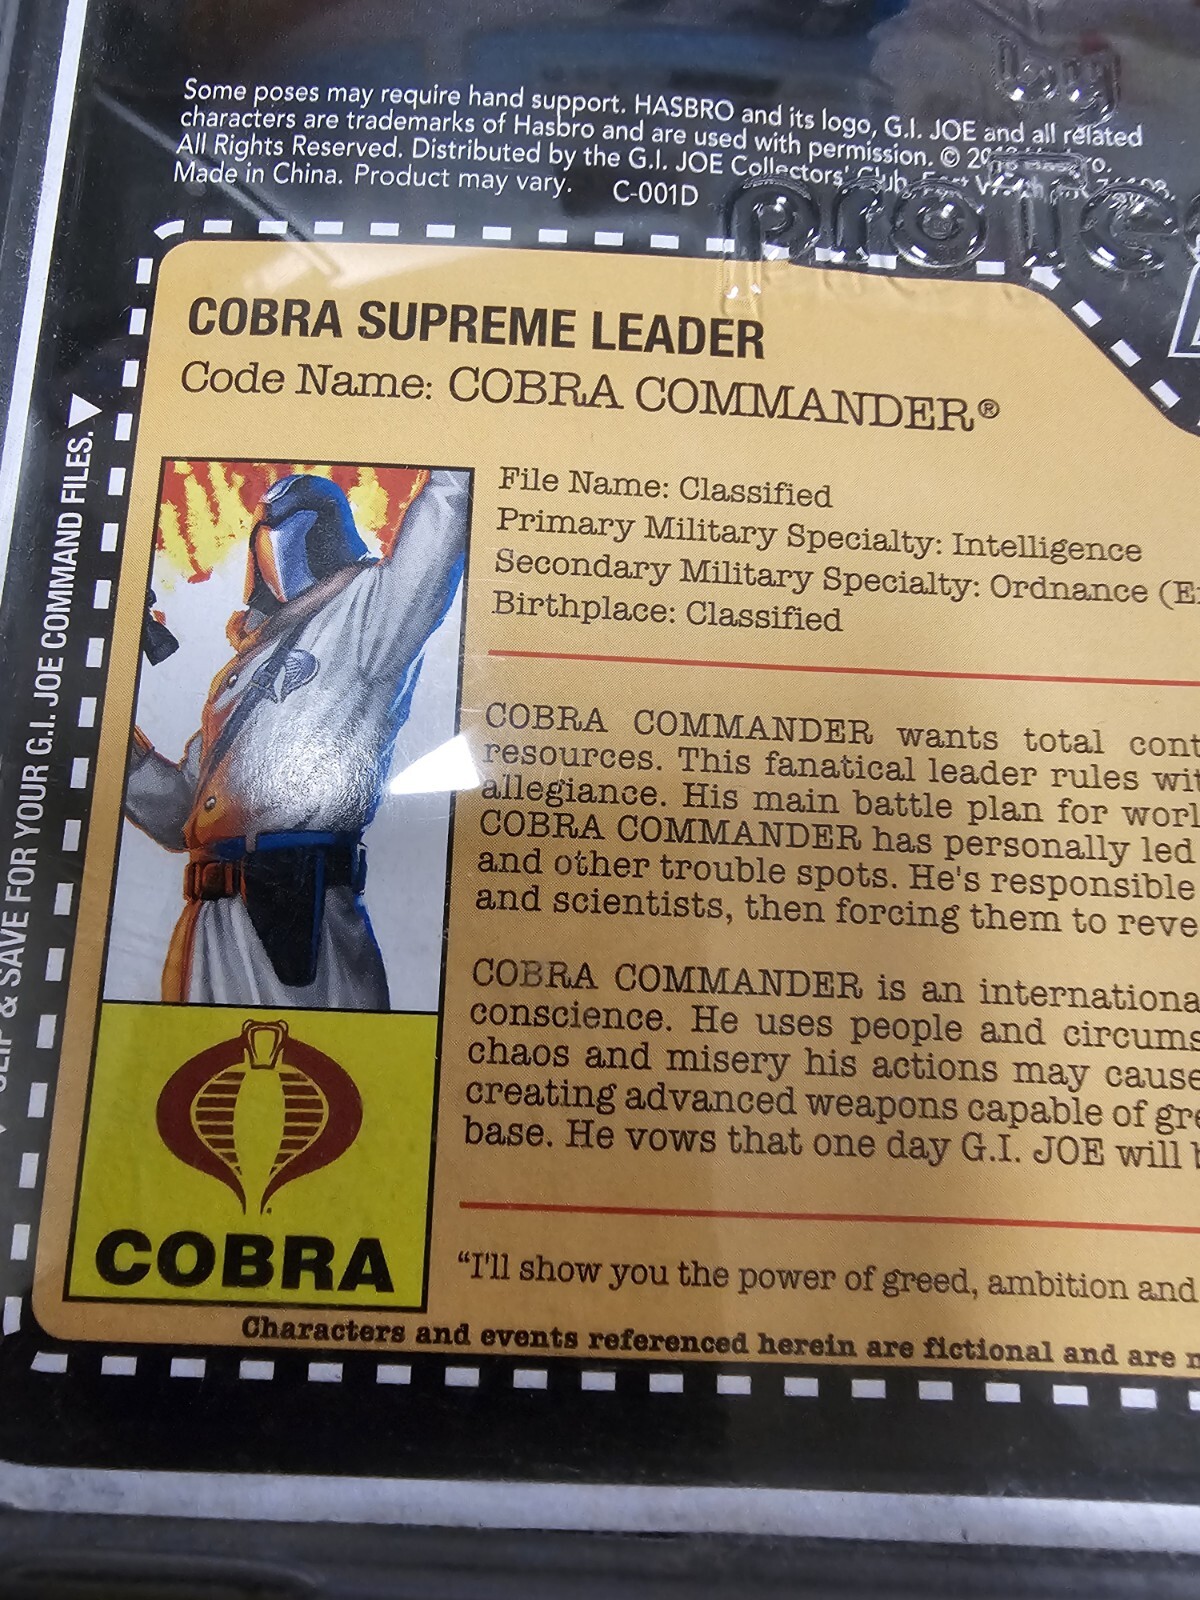 Some poses may require hand support. HASBRO and its logo, G.I. JOE and all related
characters are trademarks of Hasbro and are used with permission. ©
All Rights Reserved. Distributed by the G.I. JOE Collectors' Club,
Made in China. Product may vary. C-001D
by
COBRA SUPREME LEADER
Code Name: COBRA COMMANDER®
File Name: Classified
Primary Military Specialty: Intelligence
Secondary Military Specialty: Ordnance
Birthplace: Classified
COBRA COMMANDER wants total
resources. This fanatical leader rules
allegiance. His main battle plan for
COBRA COMMANDER has personally led
and other trouble spots. He's responsible
and scientists, then forcing them to
COBRA COMMANDER is an
conscience. He uses people and
chaos and misery his actions may cause
creating advanced weapons capable of
base. He vows that one day G.I. JOE will
"I'll show you the power of greed, ambition and
COBRA
Characters and events referenced herein are fictional and are
& SAVE FOR YOUR G.I. JOE COMMAND FILES.